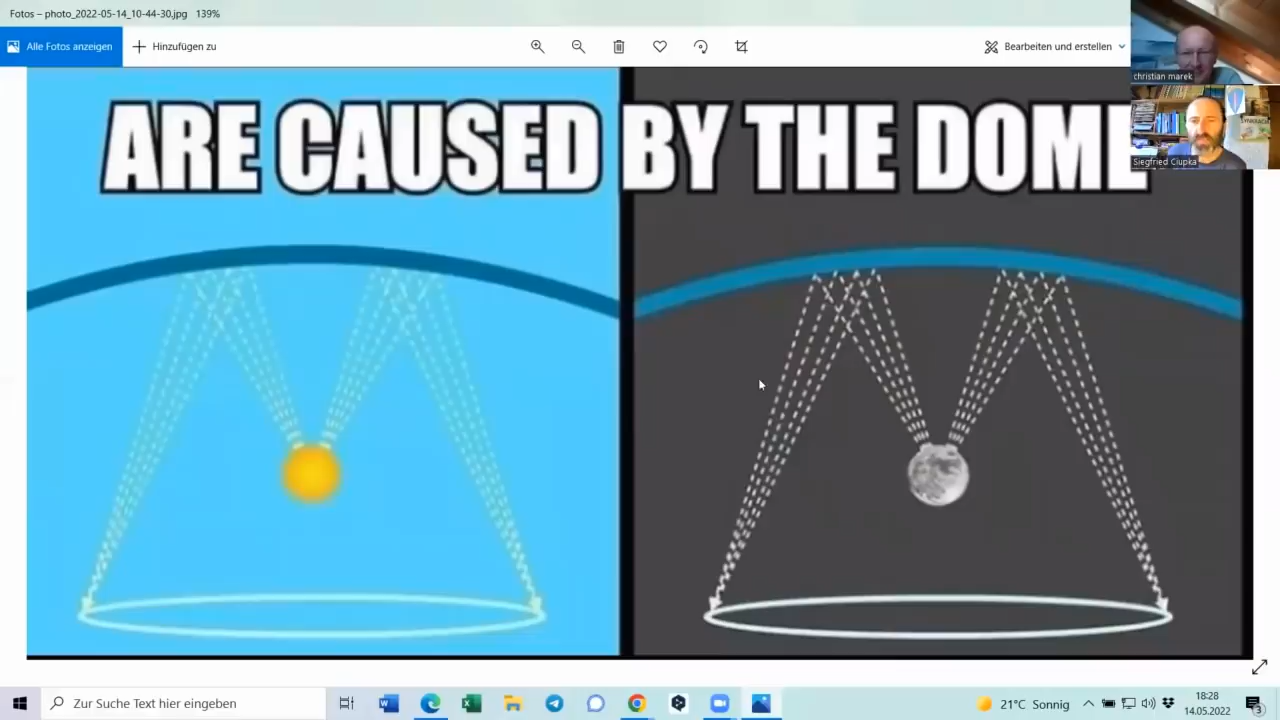 Fotos – photo_2022-05-14_10-44-30.jpg 139%
Alle Fotos anzeigen
Hinzufügen zu
Bearbeiten und erstellen
christian marek
Siegfried Ciupka
ARE CAUSED BY THE DOME
Zur Suche Text hier eingeben
21°C Sonnig
18:28
14.05.2022
3